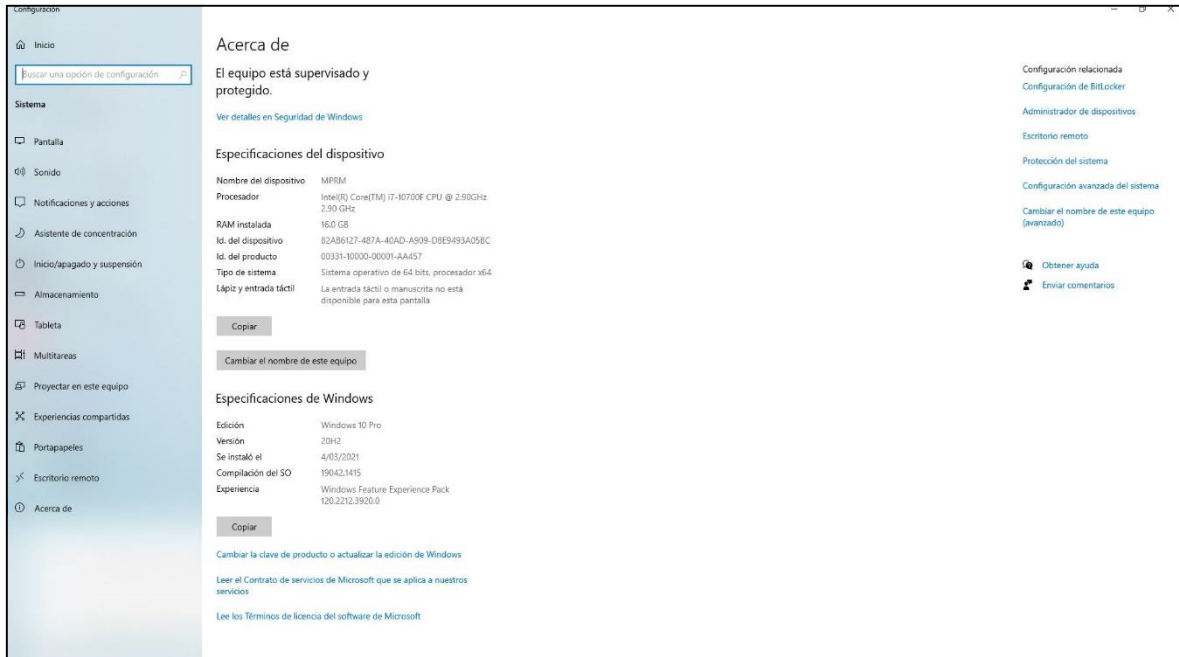 Configuración
Inicio
Buscar una opción de configuración
Sistema
Pantalla
Sonido
Notificaciones y acciones
Asistente de concentración
Inicio/apagado y suspensión
Almacenamiento
Tableta
Multitareas
Proyectar en este equipo
Experiencias compartidas
Portapapeles
Escritorio remoto
Acerca de
Acerca de
El equipo está supervisado y
protegido.
Ver detalles en Seguridad de Windows
Especificaciones del dispositivo
Nombre del dispositivo MPRM
Procesador Intel(R) Core(TM) i7-10700F CPU @ 2.90GHz
2.90 GHz
RAM instalada 16.0 GB
Id. del dispositivo 82AB6127-487A-40AD-A909-D8E9493A05BC
Id. del producto 00331-10000-00001-AA457
Tipo de sistema Sistema operativo de 64 bits, procesador x64
Lápiz y entrada táctil La entrada táctil o manuscrita no está
disponible para esta pantalla
Copiar
Cambiar el nombre de este equipo
Especificaciones de Windows
Edición Windows 10 Pro
Versión 20H2
Se instaló el 4/03/2021
Compilación del SO 19042.1415
Experiencia Windows Feature Experience Pack
120.2212.3920.0
Copiar
Cambiar la clave de producto o actualizar la edición de Windows
Leer el Contrato de servicios de Microsoft que se aplica a nuestros
servicios
Lee los Términos de licencia del software de Microsoft
Configuración relacionada
Configuración de BitLocker
Administrador de dispositivos
Escritorio remoto
Protección del sistema
Configuración avanzada del sistema
Cambiar el nombre de este equipo
(avanzado)
Obtener ayuda
Enviar comentarios